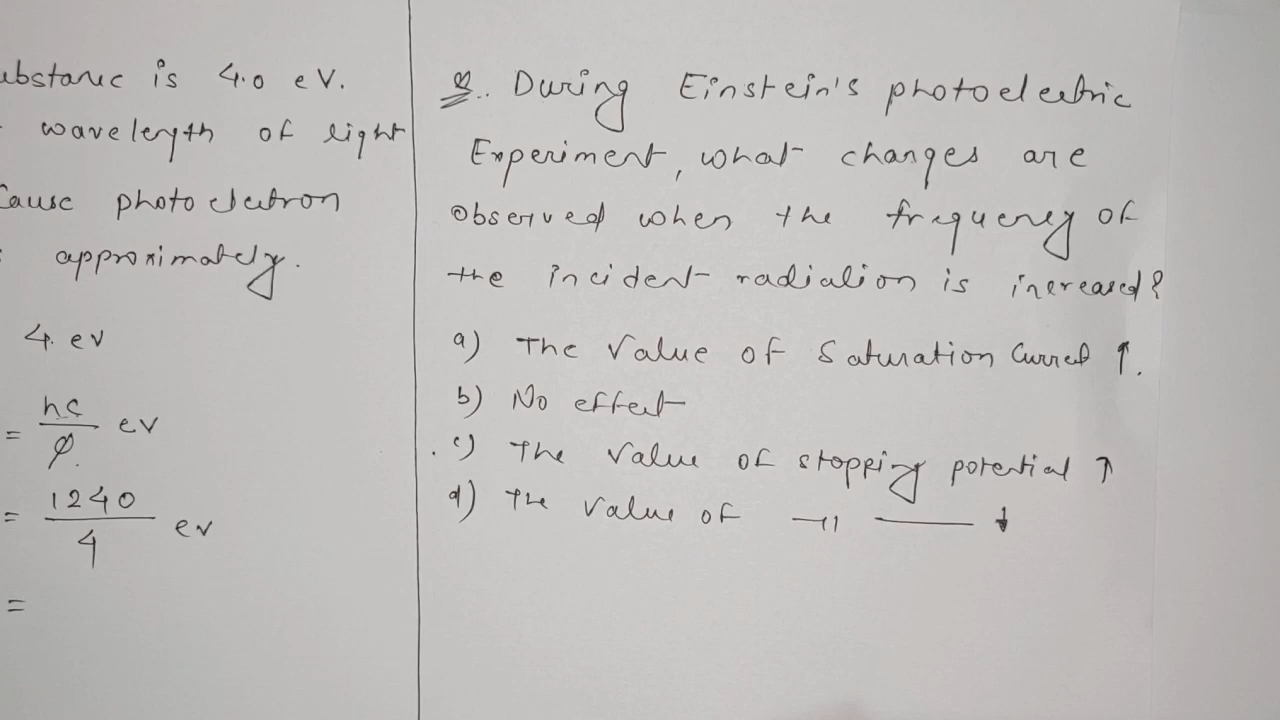 substance is 4.0 eV.
wavelength of light
Cause photoelectron
approximately.
4. ev
= hc/φ. ev
= 1240/4 ev
=
Q.. During Einstein's photoelectric
Experiment, what changes are
observed when the frequency of
the incident radiation is increased?
a) The Value of Saturation Current ↑.
b) No effect
c) The Value of stopping potential ↑
d) The Value of —11— ↓